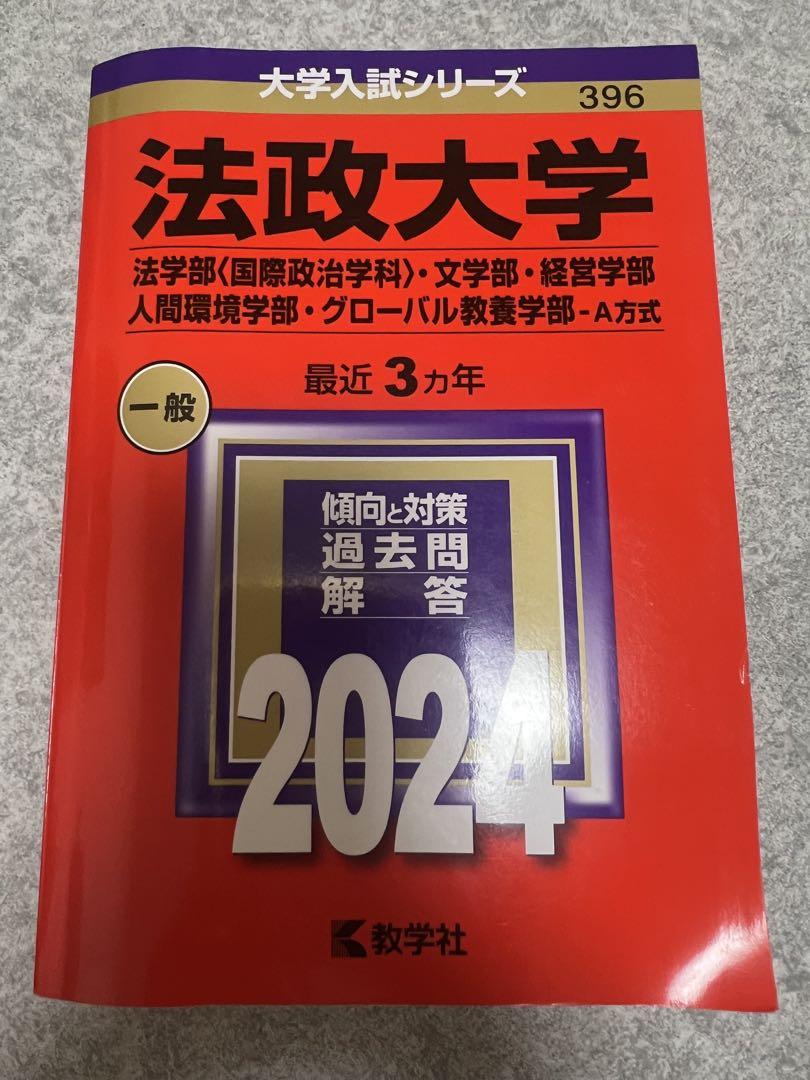 大学入試シリーズ
396
法政大学
法学部〈国際政治学科〉・文学部・経営学部
人間環境学部・グローバル教養学部-A方式
最近3カ年
一般
傾向と対策
過去問
解答
2024
教学社